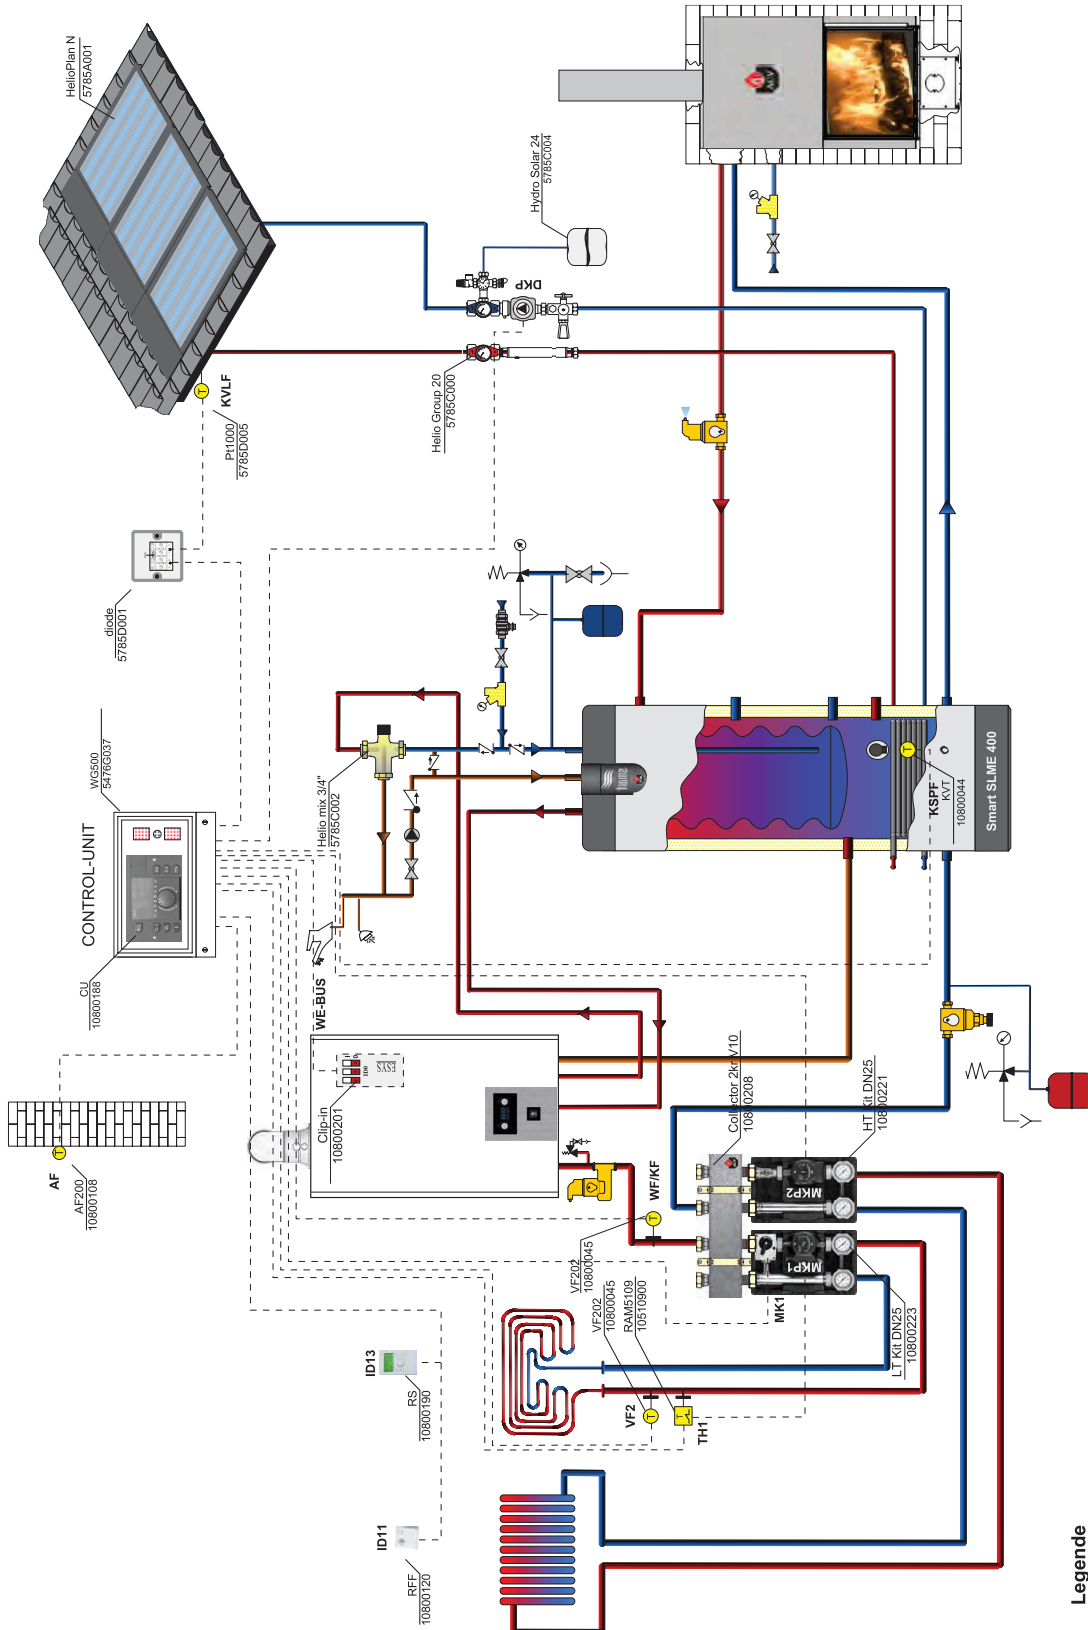 HelioPlan N
5785A001
KVLF
Pt1000
5785D005
diode
5785D001
Hydro Solar 24
5785C004
DKP
Helio Group 20
5785C000
WG500
5476G037
CONTROL-UNIT
CU
10800188
Helio mix 3/4"
5785C002
WE-BUS
AF
AF200
10800108
Clip-in
10800201
ESYS
KSPF
KVT
10800044
Smart SLME 400
Collector 2kr V10
10800208
HT Kit DN25
10800221
WF/KF
VF202
10800045
VF202
10800045
RAM5109
10510900
MKP2
MKP1
MK1
LT Kit DN25
10800223
VF2
TH1
ID13
RS
10800190
ID11
RFF
10800120
T
T
T
T
T
Legende